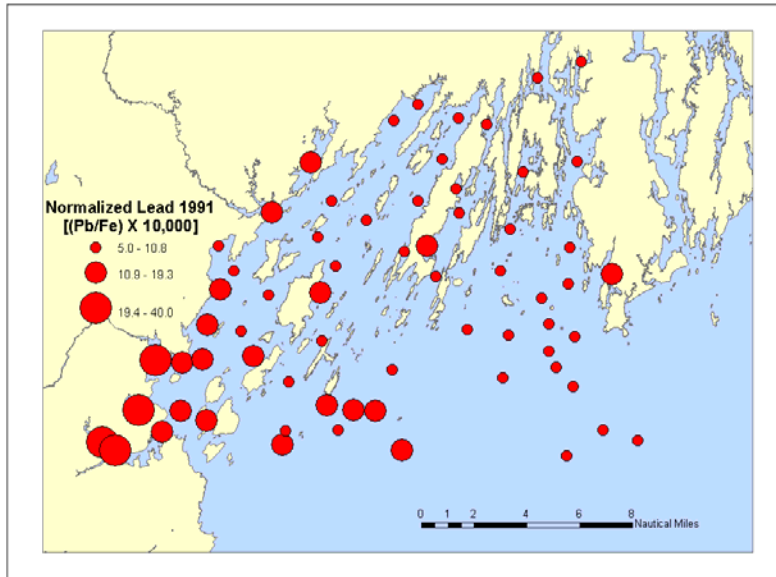 Normalized Lead 1991
[(Pb/Fe) X 10,000]
5.0 - 10.8
10.9 - 19.3
19.4 - 40.0
0 1 2 4 6 8
Nautical Miles